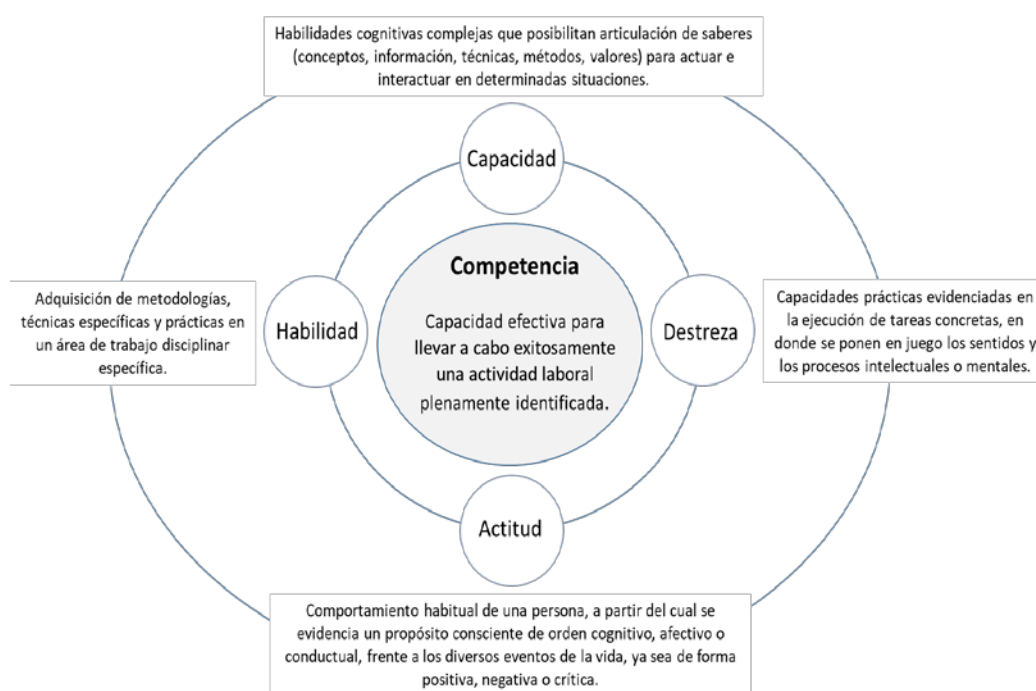 Habilidades cognitivas complejas que posibilitan articulación de saberes
(conceptos, información, técnicas, métodos, valores) para actuar e
interactuar en determinadas situaciones.
Capacidad
Competencia
Capacidad efectiva para
llevar a cabo exitosamente
una actividad laboral
plenamente identificada.
Habilidad
Adquisición de metodologías,
técnicas específicas y prácticas en
un área de trabajo disciplinar
específica.
Destreza
Capacidades prácticas evidenciadas en
la ejecución de tareas concretas, en
donde se ponen en juego los sentidos y
los procesos intelectuales o mentales.
Actitud
Comportamiento habitual de una persona, a partir del cual se
evidencia un propósito consciente de orden cognitivo, afectivo o
conductual, frente a los diversos eventos de la vida, ya sea de forma
positiva, negativa o crítica.